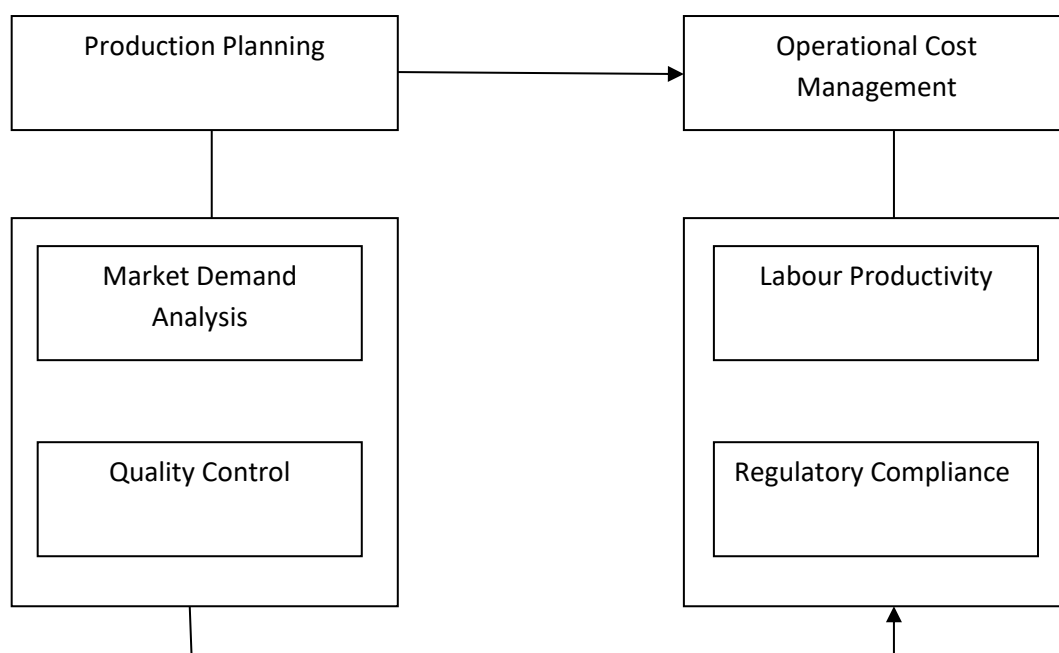 Production Planning
Operational Cost
Management
Market Demand
Analysis
Labour Productivity
Quality Control
Regulatory Compliance